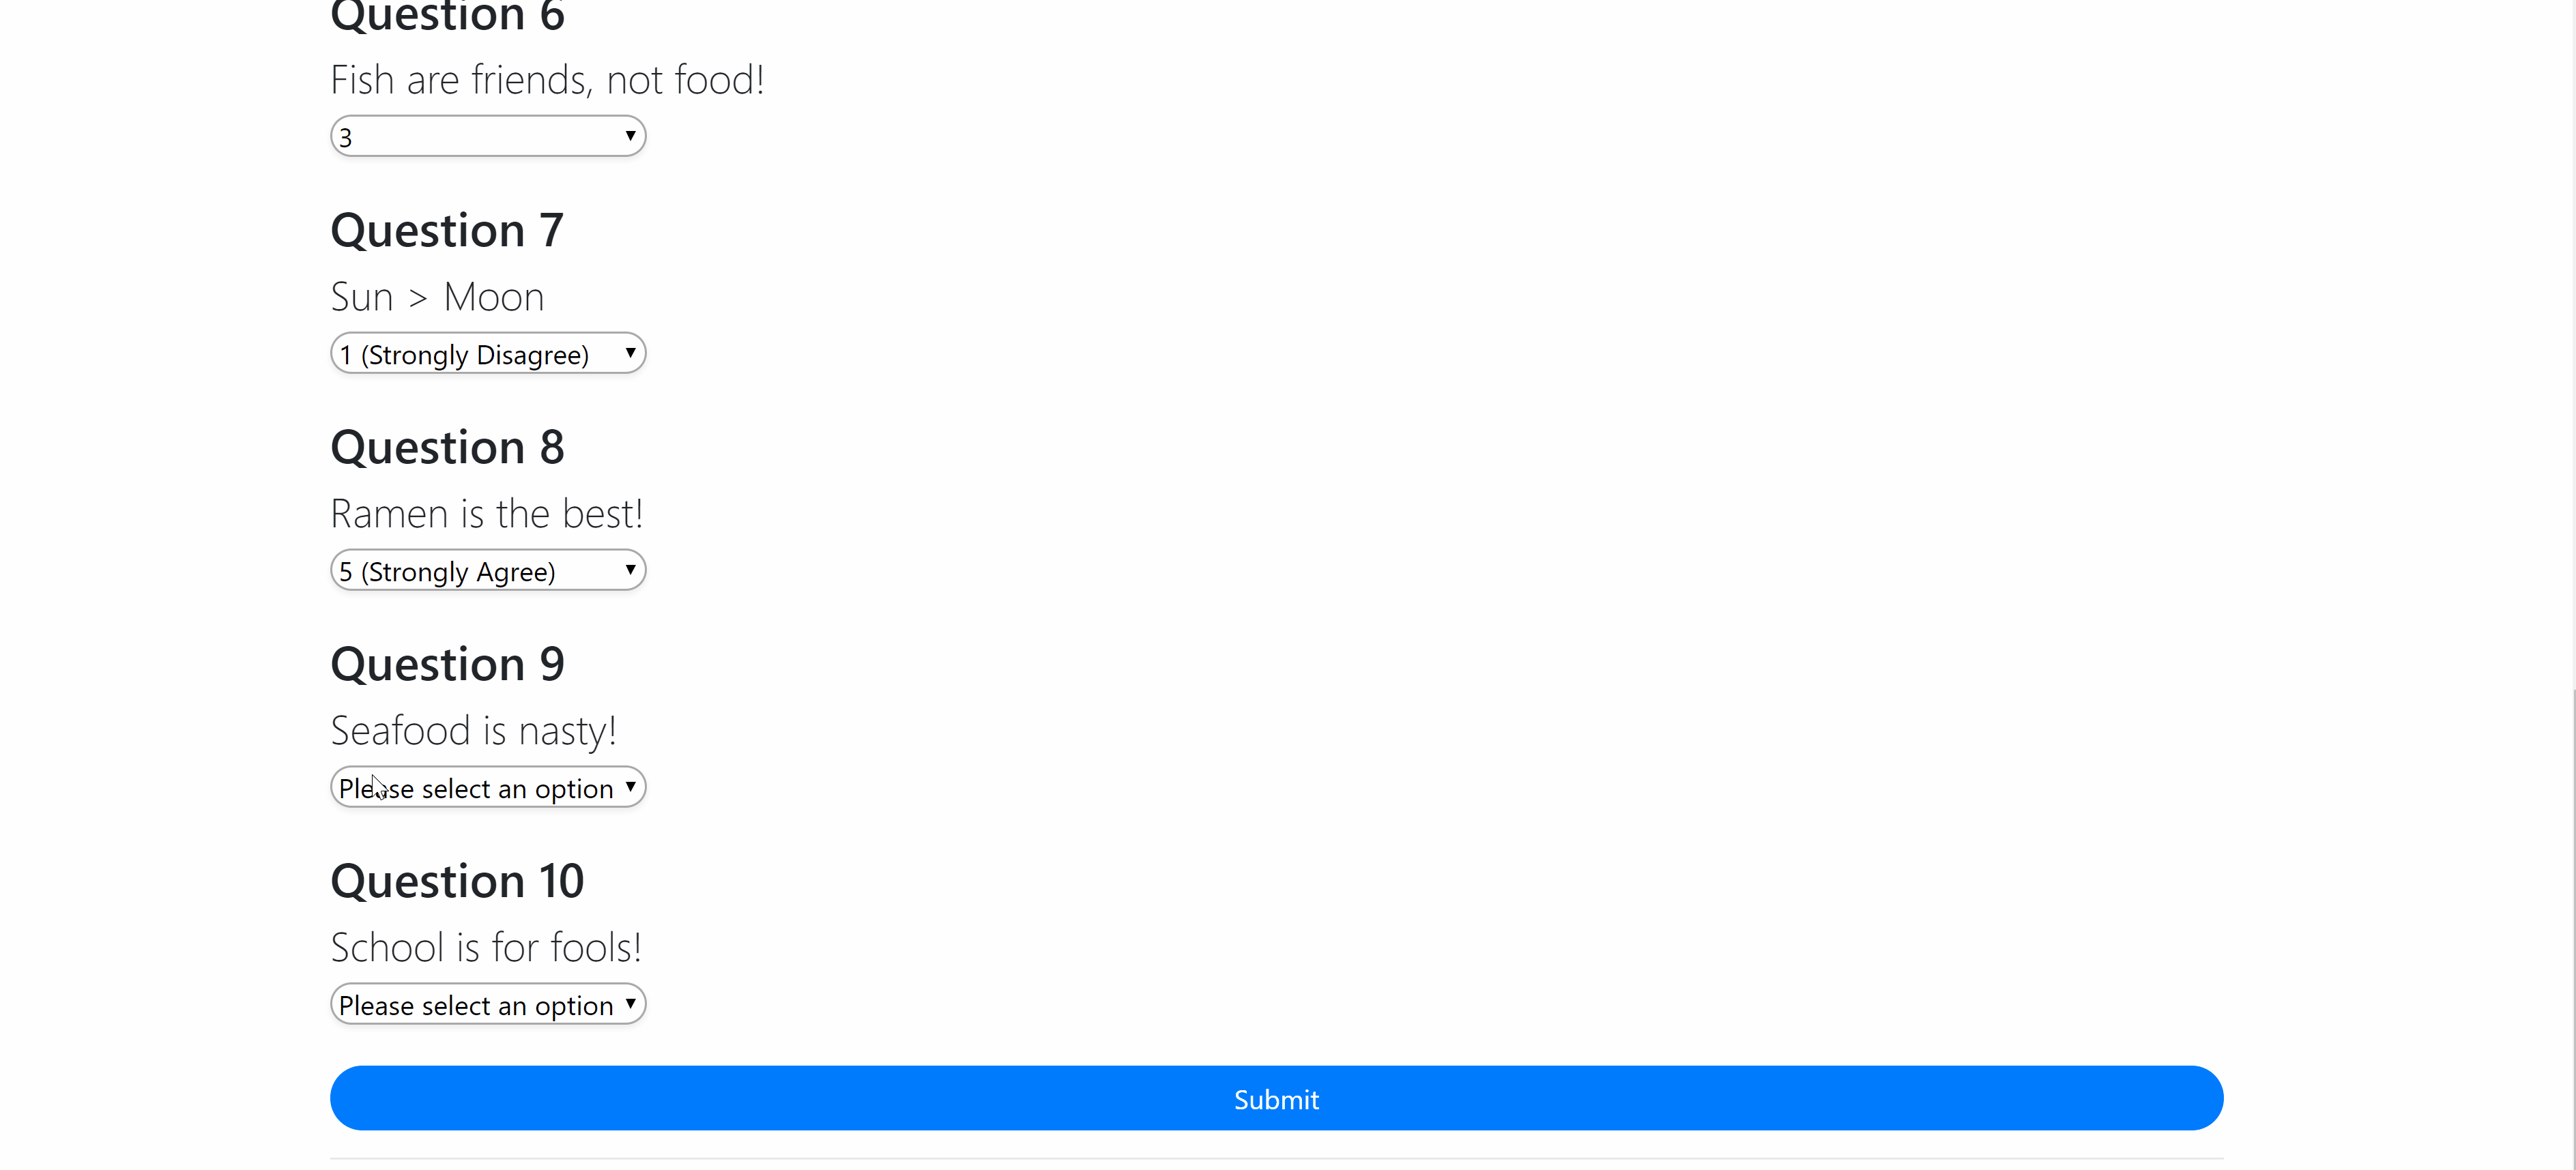 Question 6
Fish are friends, not food!
3
Question 7
Sun > Moon
1 (Strongly Disagree)
Question 8
Ramen is the best!
5 (Strongly Agree)
Question 9
Seafood is nasty!
Please select an option
Question 10
School is for fools!
Please select an option
Submit